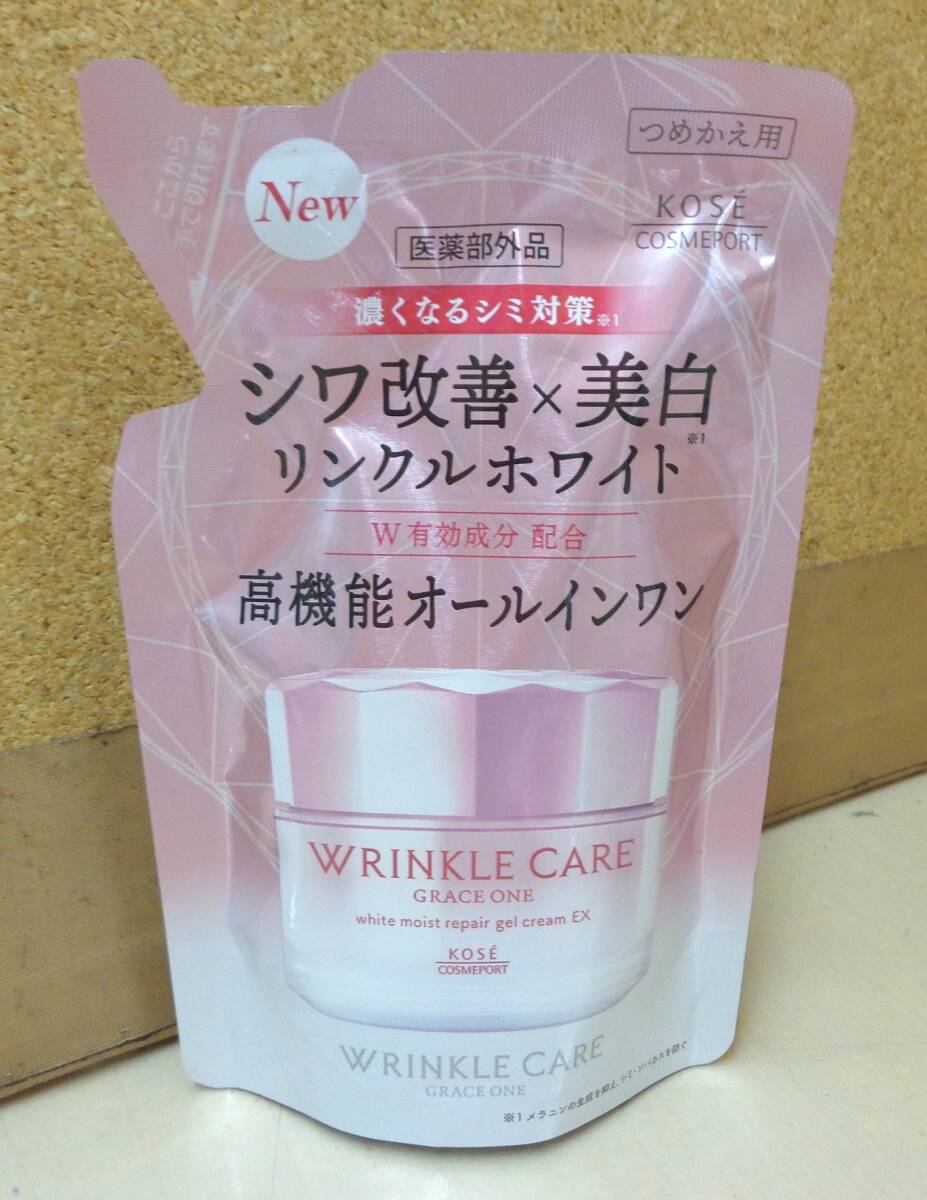 ここから
手で切れます
New
つめかえ用
KOSÉ
COSMEPORT
医薬部外品
濃くなるシミ対策※1
シワ改善×美白※1
リンクルホワイト
W有効成分 配合
高機能オールインワン
WRINKLE CARE
GRACE ONE
white moist repair gel cream EX
KOSÉ
COSMEPORT
WRINKLE CARE
GRACE ONE
※1 メラニンの生成を抑え、シミ・ソバカスを防ぐ